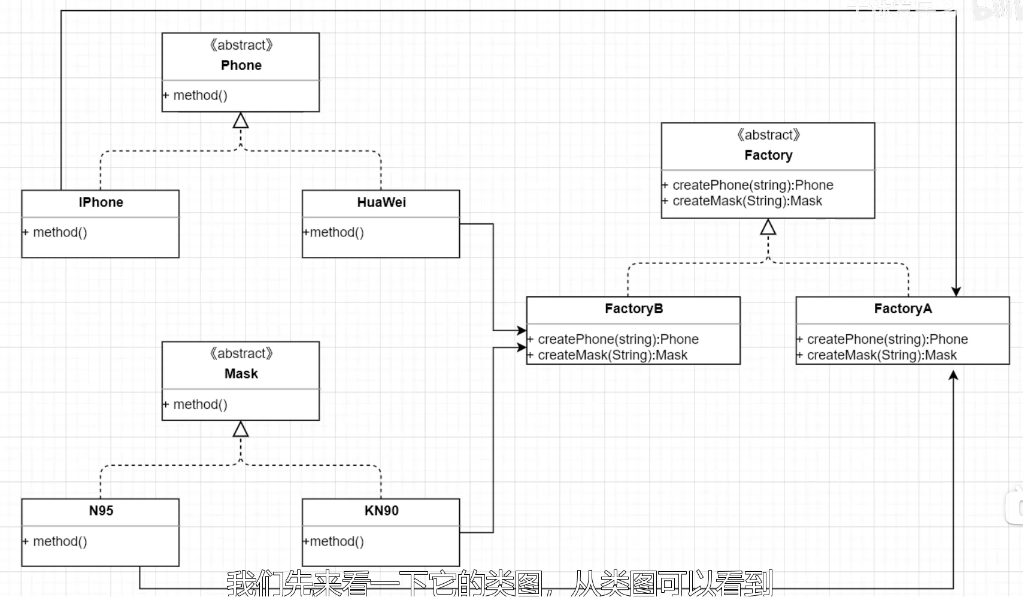 《abstract》
Phone
+ method()
IPhone
+ method()
HuaWei
+method()
《abstract》
Factory
+ createPhone(string):Phone
+ createMask(String):Mask
FactoryB
+ createPhone(string):Phone
+ createMask(String):Mask
FactoryA
+ createPhone(string):Phone
+ createMask(String):Mask
《abstract》
Mask
+ method()
N95
+ method()
KN90
+method()
我们先来看一下它的类图，从类图可以看到